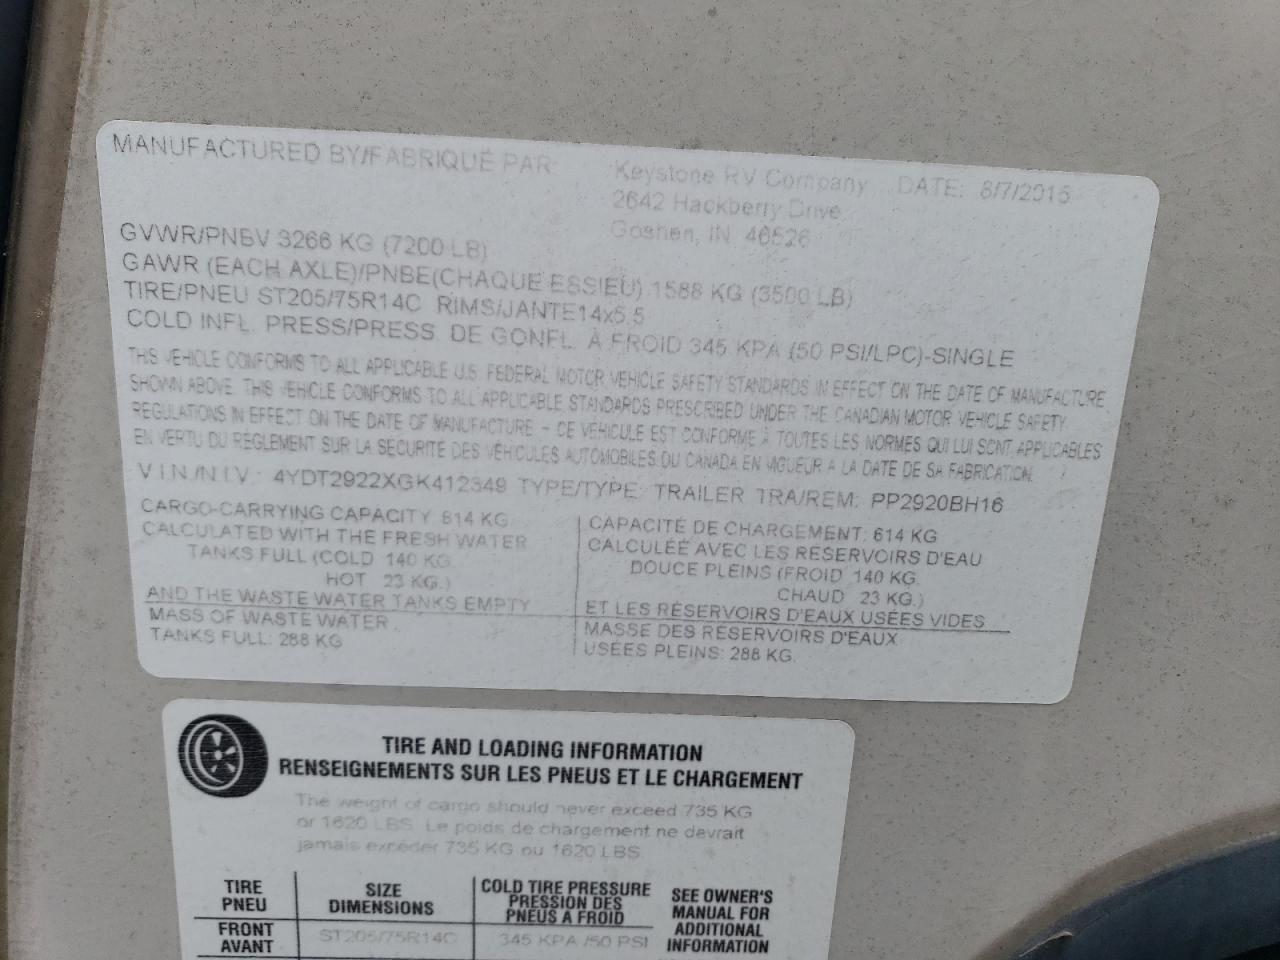 MANUFACTURED BY/FABRIQUÉ PAR: Keystone RV Company DATE: 8/7/2015
2642 Hackberry Drive
Goshen, IN 46526
GVWR/PNBV 3266 KG (7200 LB)
GAWR (EACH AXLE)/PNBE(CHAQUE ESSIEU) 1588 KG (3500 LB)
TIRE/PNEU ST205/75R14C RIMS/JANTE14x5.5
COLD INFL. PRESS/PRESS. DE GONFL. À FROID 345 KPA (50 PSI/LPC)-SINGLE
THIS VEHICLE CONFORMS TO ALL APPLICABLE U.S. FEDERAL MOTOR VEHICLE SAFETY STANDARDS IN EFFECT ON THE DATE OF MANUFACTURE
SHOWN ABOVE. THIS VEHICLE CONFORMS TO ALL APPLICABLE STANDARDS PRESCRIBED UNDER THE CANADIAN MOTOR VEHICLE SAFETY
REGULATIONS IN EFFECT ON THE DATE OF MANUFACTURE - CE VÉHICULE EST CONFORME À TOUTES LES NORMES QUI LUI SONT APPLICABLES
EN VERTU DU RÈGLEMENT SUR LA SÉCURITÉ DES VÉHICULES AUTOMOBILES DU CANADA EN VIGUEUR A LA DATE DE SA FABRICATION.
V.I.N./N.I.V.: 4YDT2922XGK412349 TYPE/TYPE: TRAILER TRA/REM: PP2920BH16
CARGO-CARRYING CAPACITY: 614 KG
CALCULATED WITH THE FRESH WATER
TANKS FULL (COLD 140 KG.
HOT 23 KG.)
AND THE WASTE WATER TANKS EMPTY
MASS OF WASTE WATER
TANKS FULL: 288 KG
CAPACITÉ DE CHARGEMENT: 614 KG
CALCULÉE AVEC LES RÉSERVOIRS D'EAU
DOUCE PLEINS (FROID 140 KG.
CHAUD 23 KG.)
ET LES RÉSERVOIRS D'EAUX USÉES VIDES
MASSE DES RÉSERVOIRS D'EAUX
USÉES PLEINS: 288 KG.
TIRE AND LOADING INFORMATION
RENSEIGNEMENTS SUR LES PNEUS ET LE CHARGEMENT
The weight of cargo should never exceed 735 KG
or 1620 LBS. Le poids de chargement ne devrait
jamais excéder 735 KG ou 1620 LBS.
TIRE
PNEU
SIZE
DIMENSIONS
COLD TIRE PRESSURE
PRESSION DES
PNEUS A FROID
SEE OWNER'S
MANUAL FOR
ADDITIONAL
INFORMATION
FRONT
AVANT
ST205/75R14C
345 KPA /50 PSI